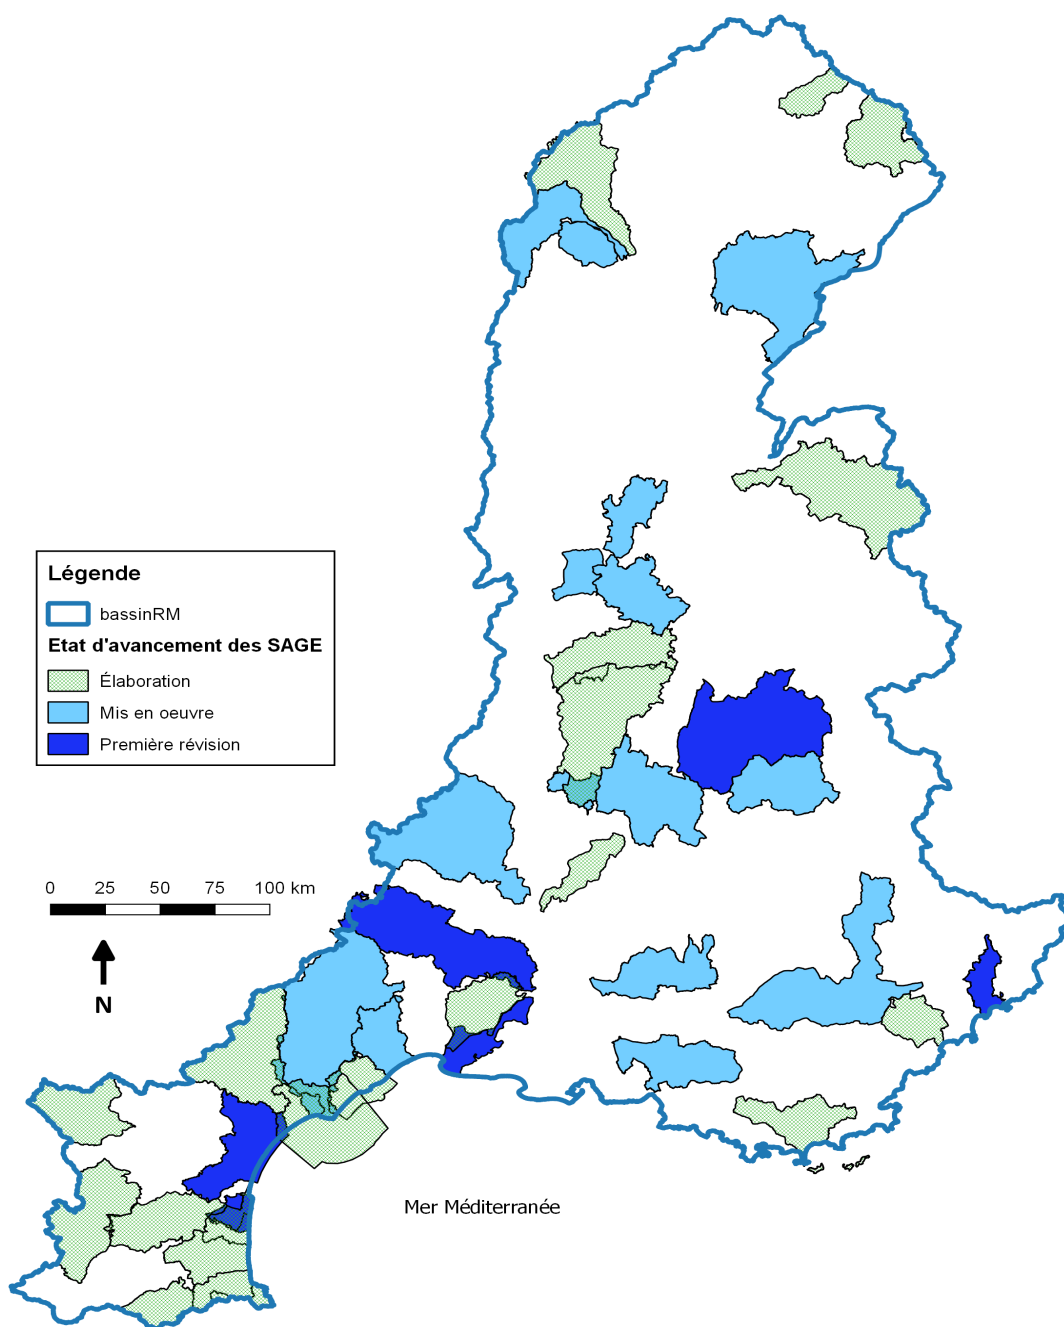 Légende
bassinRM
Etat d'avancement des SAGE
Élaboration
Mis en oeuvre
Première révision
0 25 50 75 100 km
N
Mer Méditerranée